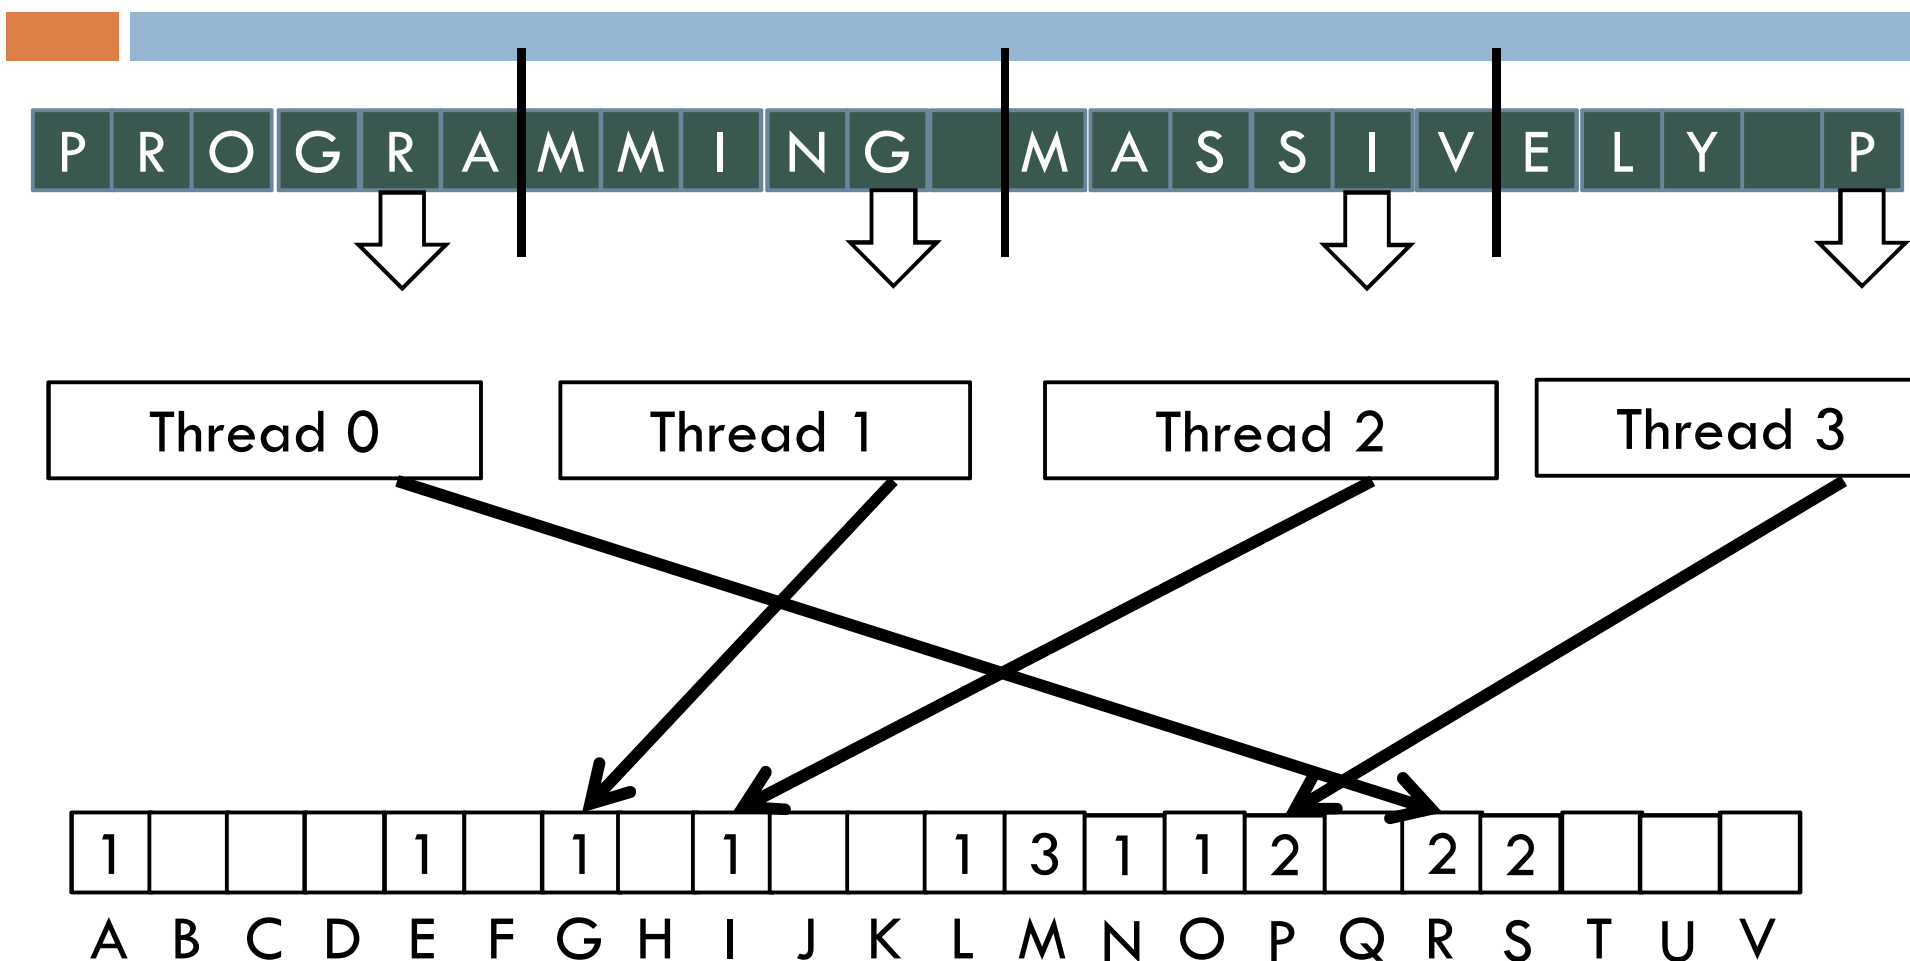 P R O G R A M M I N G M A S S I V E L Y P
Thread 0 Thread 1 Thread 2 Thread 3
1 1 1 1 1 3 1 1 2 2 2
A B C D E F G H I J K L M N O P Q R S T U V